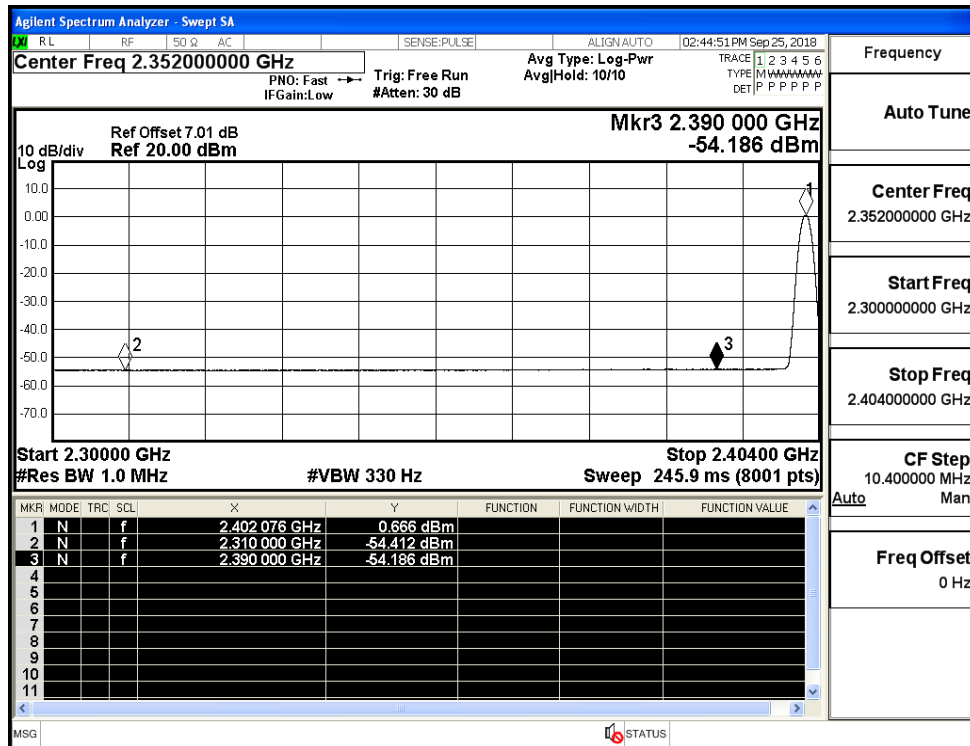 Agilent Spectrum Analyzer - Swept SA
LXI RL RF 50 Ω AC SENSE:PULSE ALIGN AUTO 02:44:51 PM Sep 25, 2018
Center Freq 2.352000000 GHz
PNO: Fast
IFGain:Low
Trig: Free Run
#Atten: 30 dB
Avg Type: Log-Pwr
Avg|Hold: 10/10
TRACE 1 2 3 4 5 6
TYPE M W W W W W
DET P P P P P P
Ref Offset 7.01 dB
10 dB/div Ref 20.00 dBm
Log
Mkr3 2.390 000 GHz
-54.186 dBm
10.0
0.00
-10.0
-20.0
-30.0
-40.0
-50.0
-60.0
-70.0
1
2
3
Start 2.30000 GHz Stop 2.40400 GHz
#Res BW 1.0 MHz #VBW 330 Hz Sweep 245.9 ms (8001 pts)
MKR MODE TRC SCL X Y FUNCTION FUNCTION WIDTH FUNCTION VALUE
1 N f 2.402 076 GHz 0.666 dBm
2 N f 2.310 000 GHz -54.412 dBm
3 N f 2.390 000 GHz -54.186 dBm
4
5
6
7
8
9
10
11
MSG STATUS
Frequency
Auto Tune
Center Freq
2.352000000 GHz
Start Freq
2.300000000 GHz
Stop Freq
2.404000000 GHz
CF Step
10.400000 MHz
Auto Man
Freq Offset
0 Hz